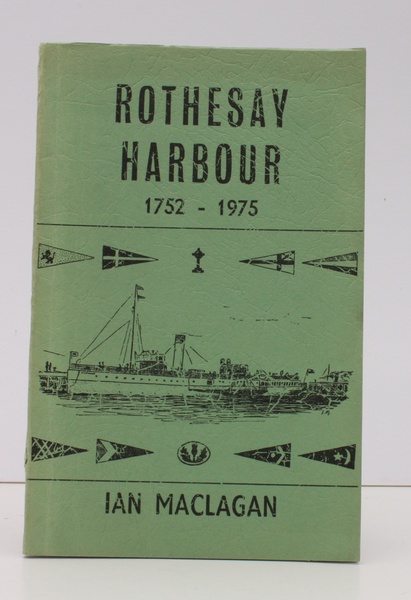 ROTHESAY
HARBOUR
1752 - 1975
IAN MACLAGAN